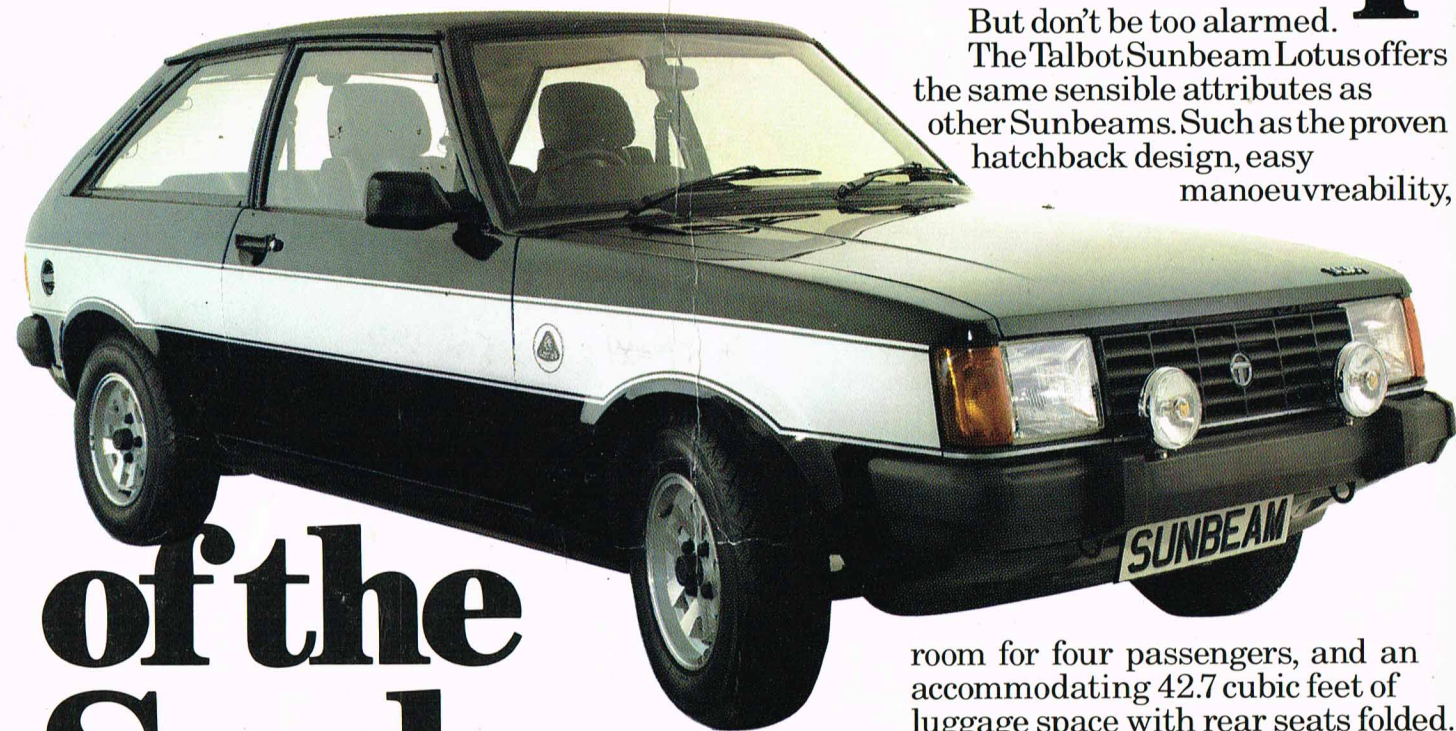 But don't be too alarmed.
The Talbot Sunbeam Lotus offers
the same sensible attributes as
other Sunbeams. Such as the proven
hatchback design, easy
manoeuvreability,
SUNBEAM
of the
room for four passengers, and an
accommodating 42.7 cubic feet of
luggage space with rear seats folded.